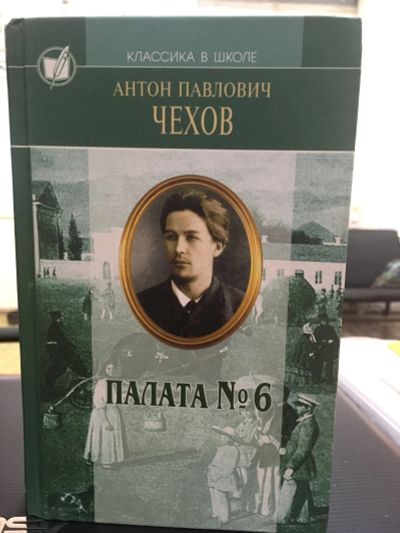 КЛАССИКА В ШКОЛЕ
АНТОН ПАВЛОВИЧ
ЧЕХОВ
ПАЛАТА № 6